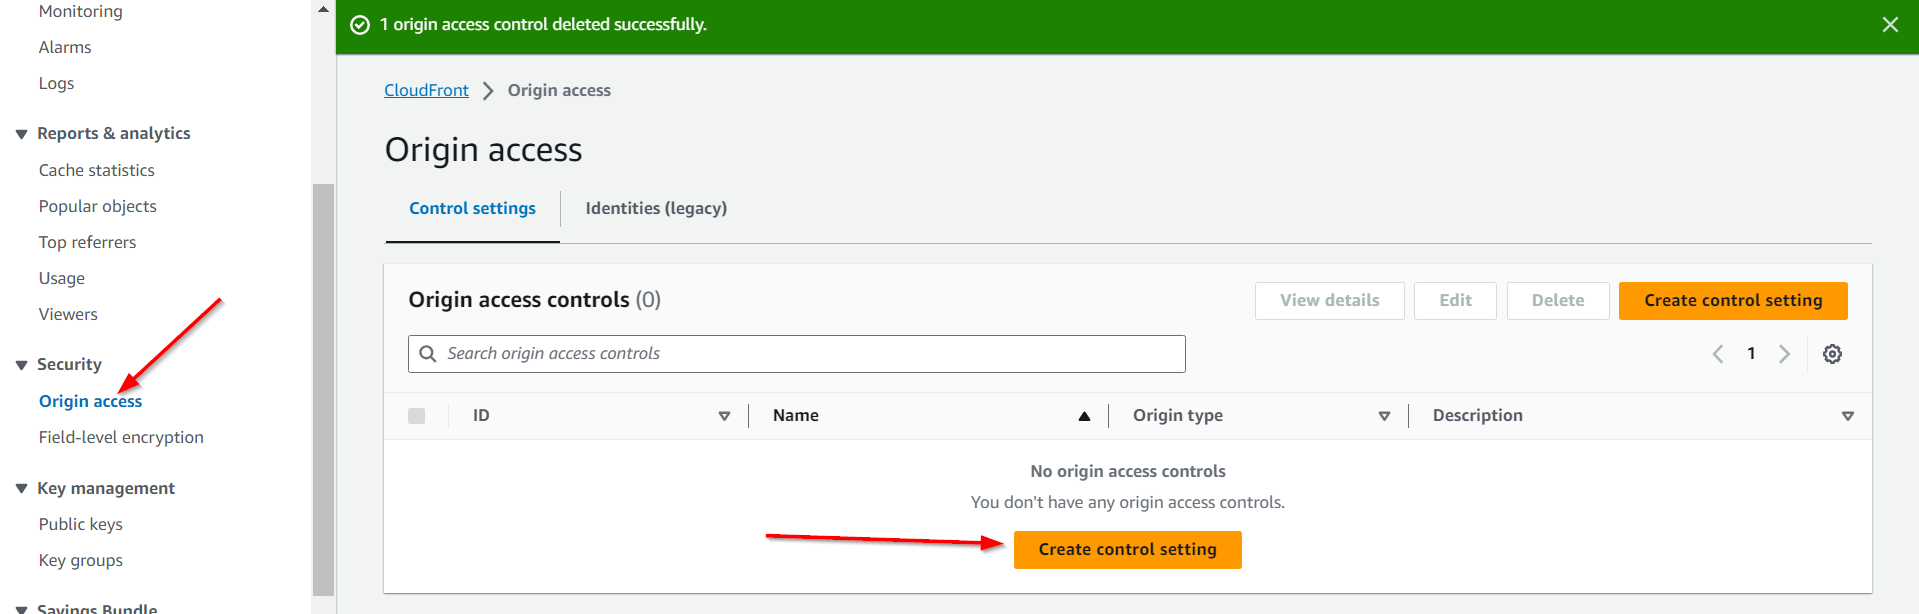 Monitoring
Alarms
Logs
Reports & analytics
Cache statistics
Popular objects
Top referrers
Usage
Viewers
Security
Origin access
Field-level encryption
Key management
Public keys
Key groups
Savings Bundle
1 origin access control deleted successfully.
CloudFront Origin access
Origin access
Control settings Identities (legacy)
Origin access controls (0) View details Edit Delete Create control setting
Search origin access controls 1
ID Name Origin type Description
No origin access controls
You don't have any origin access controls.
Create control setting